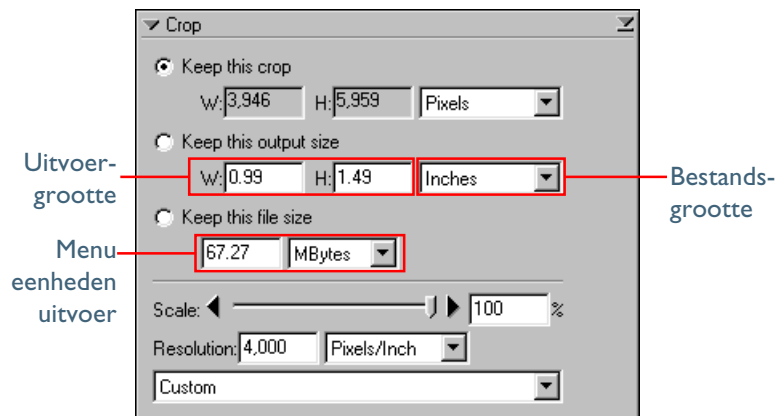 Crop
Keep this crop
W: 3,946 H: 5,959 Pixels
Keep this output size
Uitvoer-
grootte
W: 0.99 H: 1.49 Inches
Bestands-
grootte
Keep this file size
Menu
eenheden
uitvoer
67.27 MBytes
Scale: 100 %
Resolution: 4,000 Pixels/Inch
Custom